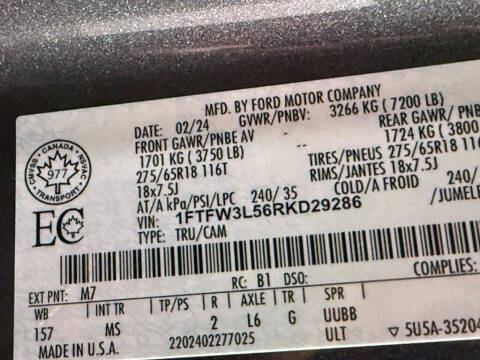 MFD. BY FORD MOTOR COMPANY
DATE: 02/24 GVWR/PNBV: 3266 KG (7200 LB)
FRONT GAWR/PNBE AV REAR GAWR/
1701 KG (3750 LB) 1724 KG (3800
275/65R18 116T TIRES/PNEUS 275/65R18 11
18x7.5J RIMS/JANTES 18x7.5J
AT/A kPa/PSI/LPC 240/35 COLD/A FROID 240/
/JUMELE
VIN: 1FTFW3L56RKD29286
TYPE: TRU/CAM
CMVSS - CANADA - NSVAC
977
TRANSPORT
EC
EXT PNT: M7 RC: B1 DSO: COMPLIES:
WB INT TR TP/PS R AXLE TR SPR
157 MS 2 L6 G UUBB
MADE IN U.S.A. 2202402277025 ULT ▽ 5U5A-35204